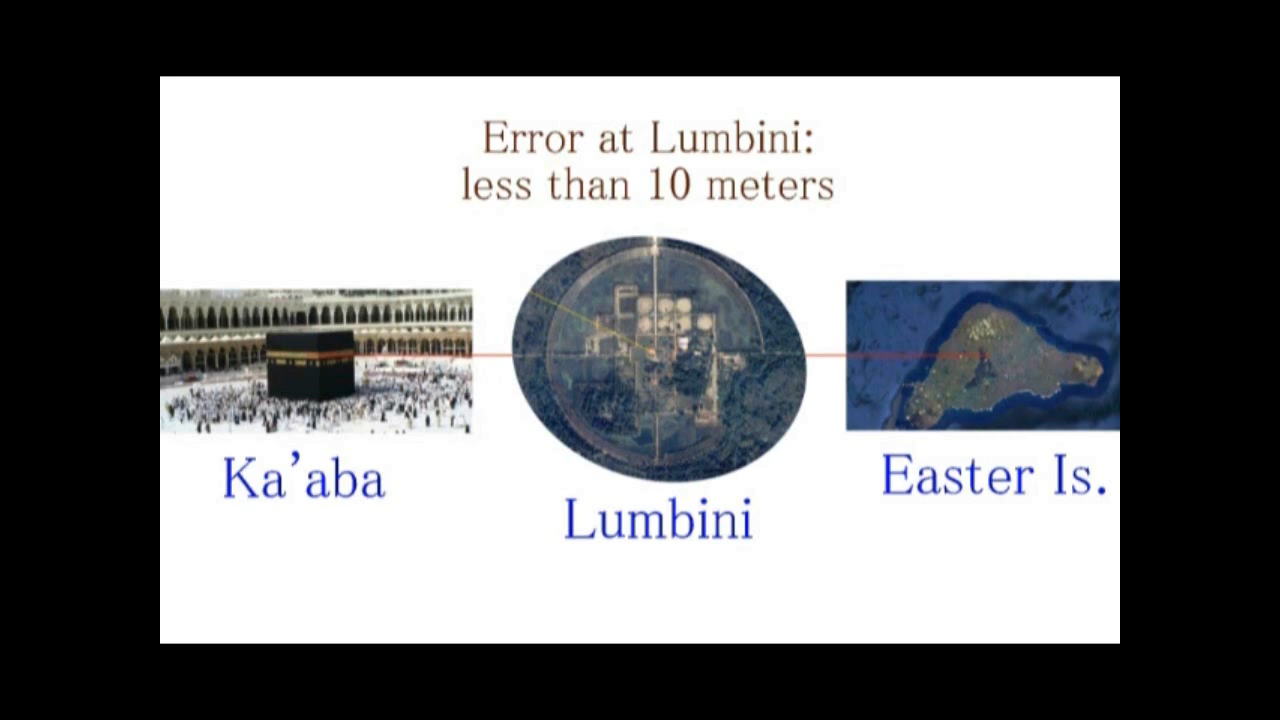 Error at Lumbini:
less than 10 meters
Ka’aba
Lumbini
Easter Is.